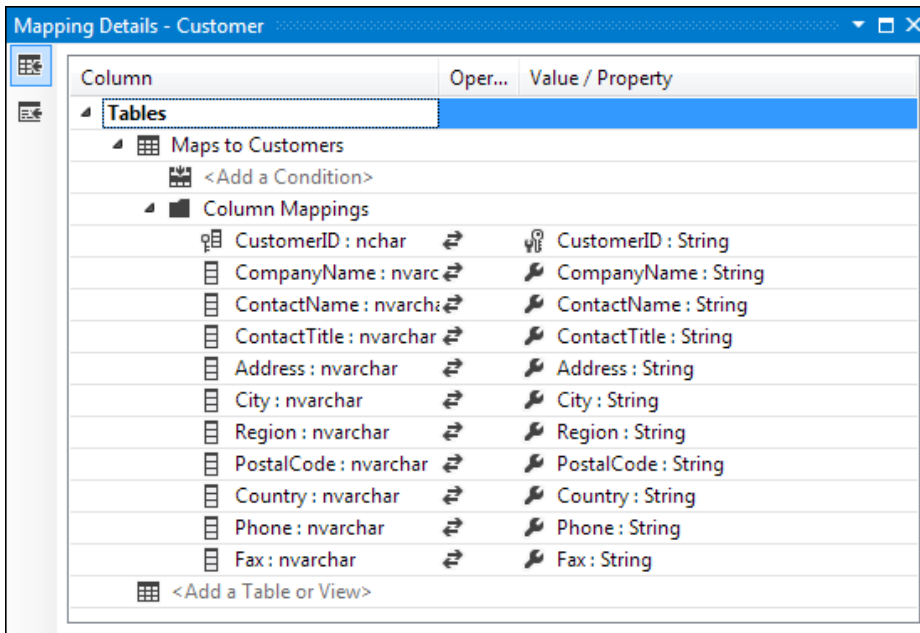 Mapping Details - Customer
Column Oper... Value / Property
Tables
Maps to Customers
<Add a Condition>
Column Mappings
CustomerID : nchar CustomerID : String
CompanyName : nvarc CompanyName : String
ContactName : nvarcha ContactName : String
ContactTitle : nvarchar ContactTitle : String
Address : nvarchar Address : String
City : nvarchar City : String
Region : nvarchar Region : String
PostalCode : nvarchar PostalCode : String
Country : nvarchar Country : String
Phone : nvarchar Phone : String
Fax : nvarchar Fax : String
<Add a Table or View>